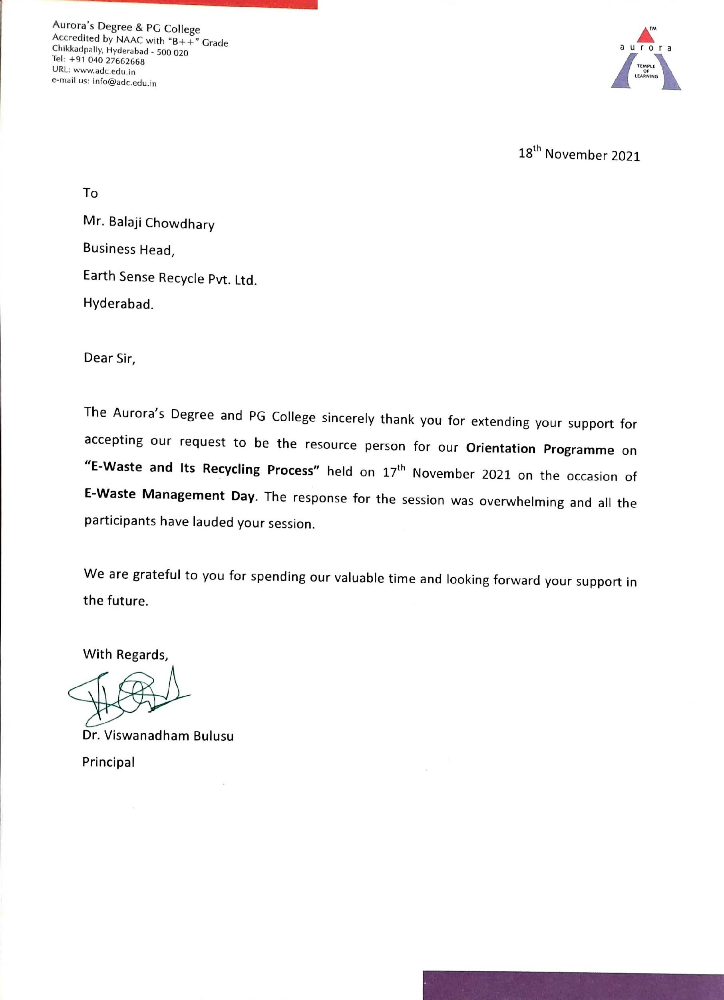 Aurora's Degree & PG College
Accredited by NAAC with “B++” Grade
Chikkadpally, Hyderabad - 500 020
Tel: +91 040 27662668
URL: www.adc.edu.in
e-mail us: info@adc.edu.in
TM
aurora
TEMPLE
OF
LEARNING
18th November 2021
To
Mr. Balaji Chowdhary
Business Head,
Earth Sense Recycle Pvt. Ltd.
Hyderabad.
Dear Sir,
The Aurora’s Degree and PG College sincerely thank you for extending your support for
accepting our request to be the resource person for our Orientation Programme on
“E-Waste and Its Recycling Process” held on 17th November 2021 on the occasion of
E-Waste Management Day. The response for the session was overwhelming and all the
participants have lauded your session.
We are grateful to you for spending our valuable time and looking forward your support in
the future.
With Regards,
Dr. Viswanadham Bulusu
Principal